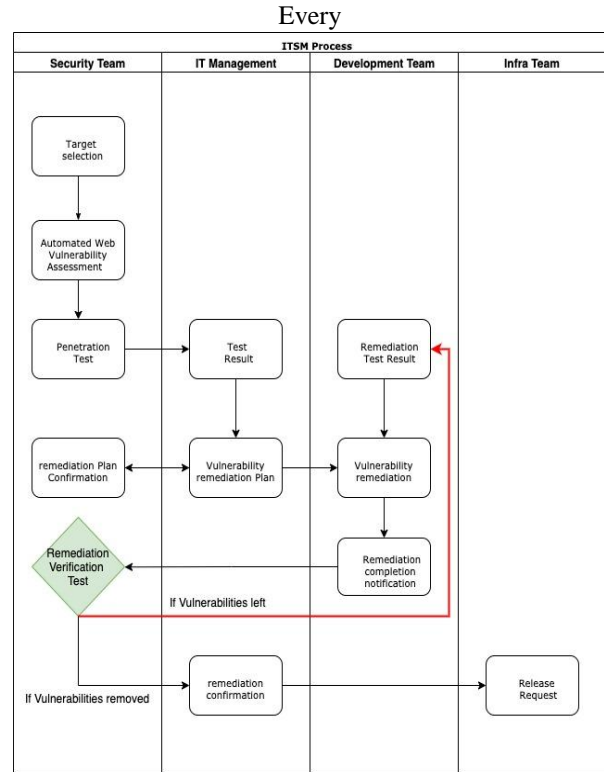 Every
ITSM Process
Security Team
IT Management
Development Team
Infra Team
Target
selection
Automated Web
Vulnerability
Assessment
Penetration
Test
Test
Result
Remediation
Test Result
remediation Plan
Confirmation
Vulnerability
remediation Plan
Vulnerability
remediation
Remediation
Verification
Test
Remediation
completion
notification
If Vulnerabilities left
If Vulnerabilities removed
remediation
confirmation
Release
Request